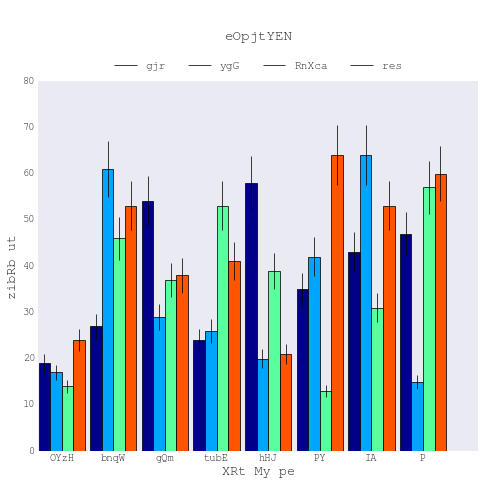 eOpjtYEN
gjr ygG RnXca res
80
70
60
50
40
30
20
10
0
zibRb ut
OYzH bnqW gQm tubE hHJ PY IA P
XRt My pe